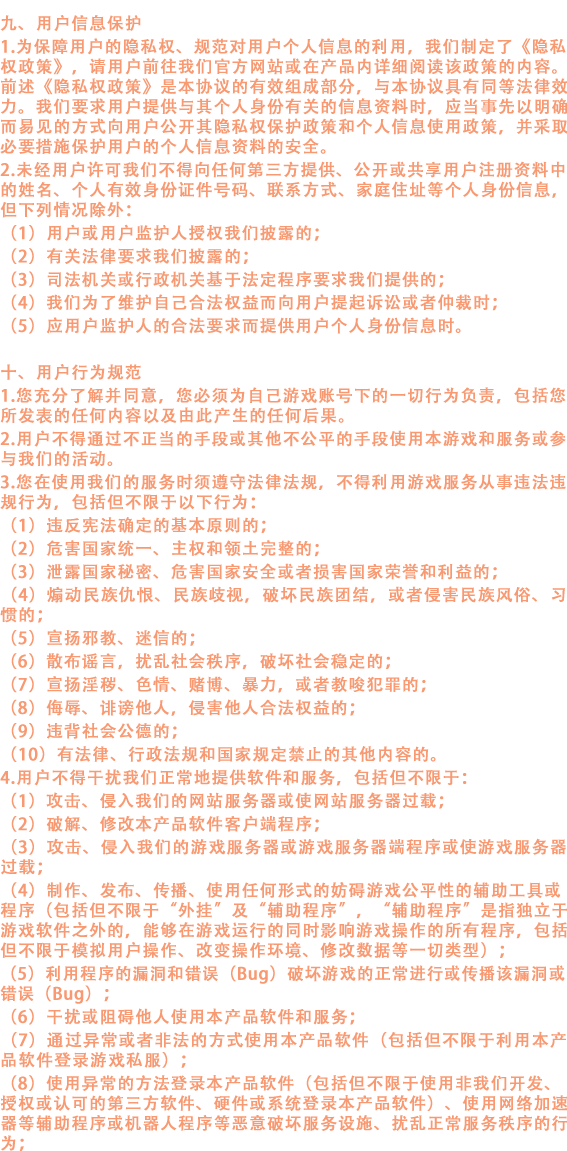 九、用户信息保护
1.为保障用户的隐私权、规范对用户个人信息的利用，我们制定了《隐私
权政策》，请用户前往我们官方网站或在产品内详细阅读该政策的内容。
前述《隐私权政策》是本协议的有效组成部分，与本协议具有同等法律效
力。我们要求用户提供与其个人身份有关的信息资料时，应当事先以明确
而易见的方式向用户公开其隐私权保护政策和个人信息使用政策，并采取
必要措施保护用户的个人信息资料的安全。
2.未经用户许可我们不得向任何第三方提供、公开或共享用户注册资料中
的姓名、个人有效身份证件号码、联系方式、家庭住址等个人身份信息，
但下列情况除外：
（1）用户或用户监护人授权我们披露的；
（2）有关法律要求我们披露的；
（3）司法机关或行政机关基于法定程序要求我们提供的；
（4）我们为了维护自己合法权益而向用户提起诉讼或者仲裁时；
（5）应用户监护人的合法要求而提供用户个人身份信息时。
十、用户行为规范
1.您充分了解并同意，您必须为自己游戏账号下的一切行为负责，包括您
所发表的任何内容以及由此产生的任何后果。
2.用户不得通过不正当的手段或其他不公平的手段使用本游戏和服务或参
与我们的活动。
3.您在使用我们的服务时须遵守法律法规，不得利用游戏服务从事违法违
规行为，包括但不限于以下行为：
（1）违反宪法确定的基本原则的；
（2）危害国家统一、主权和领土完整的；
（3）泄露国家秘密、危害国家安全或者损害国家荣誉和利益的；
（4）煽动民族仇恨、民族歧视，破坏民族团结，或者侵害民族风俗、习
惯的；
（5）宣扬邪教、迷信的；
（6）散布谣言，扰乱社会秩序，破坏社会稳定的；
（7）宣扬淫秽、色情、赌博、暴力，或者教唆犯罪的；
（8）侮辱、诽谤他人，侵害他人合法权益的；
（9）违背社会公德的；
（10）有法律、行政法规和国家规定禁止的其他内容的。
4.用户不得干扰我们正常地提供软件和服务，包括但不限于：
（1）攻击、侵入我们的网站服务器或使网站服务器过载；
（2）破解、修改本产品软件客户端程序；
（3）攻击、侵入我们的游戏服务器或游戏服务器端程序或使游戏服务器
过载；
（4）制作、发布、传播、使用任何形式的妨碍游戏公平性的辅助工具或
程序（包括但不限于“外挂”及“辅助程序”，“辅助程序”是指独立于
游戏软件之外的，能够在游戏运行的同时影响游戏操作的所有程序，包括
但不限于模拟用户操作、改变操作环境、修改数据等一切类型）；
（5）利用程序的漏洞和错误（Bug）破坏游戏的正常进行或传播该漏洞或
错误（Bug）；
（6）干扰或阻碍他人使用本产品软件和服务；
（7）通过异常或者非法的方式使用本产品软件（包括但不限于利用本产
品软件登录游戏私服）；
（8）使用异常的方法登录本产品软件（包括但不限于使用非我们开发、
授权或认可的第三方软件、硬件或系统登录本产品软件）、使用网络加速
器等辅助程序或机器人程序等恶意破坏服务设施、扰乱正常服务秩序的行
为；